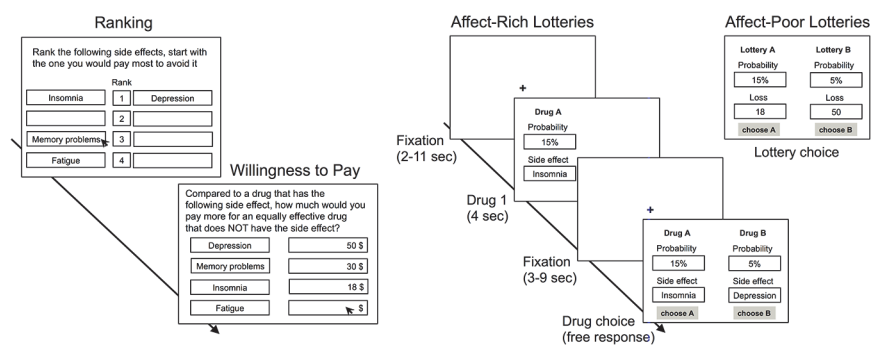 Ranking
Rank the following side effects, start with
the one you would pay most to avoid it
Rank
Insomnia 1 Depression
2
Memory problems 3
Fatigue 4
Willingness to Pay
Compared to a drug that has the
following side effect, how much would you
pay more for an equally effective drug
that does NOT have the side effect?
Depression 50 $
Memory problems 30 $
Insomnia 18 $
Fatigue $
Affect-Rich Lotteries
+
Fixation
(2-11 sec)
Drug A
Probability
15%
Side effect
Insomnia
Drug 1
(4 sec)
+
Fixation
(3-9 sec)
Drug A Drug B
Probability Probability
15% 5%
Side effect Side effect
Insomnia Depression
choose A choose B
Drug choice
(free response)
Affect-Poor Lotteries
Lottery A Lottery B
Probability Probability
15% 5%
Loss Loss
18 50
choose A choose B
Lottery choice